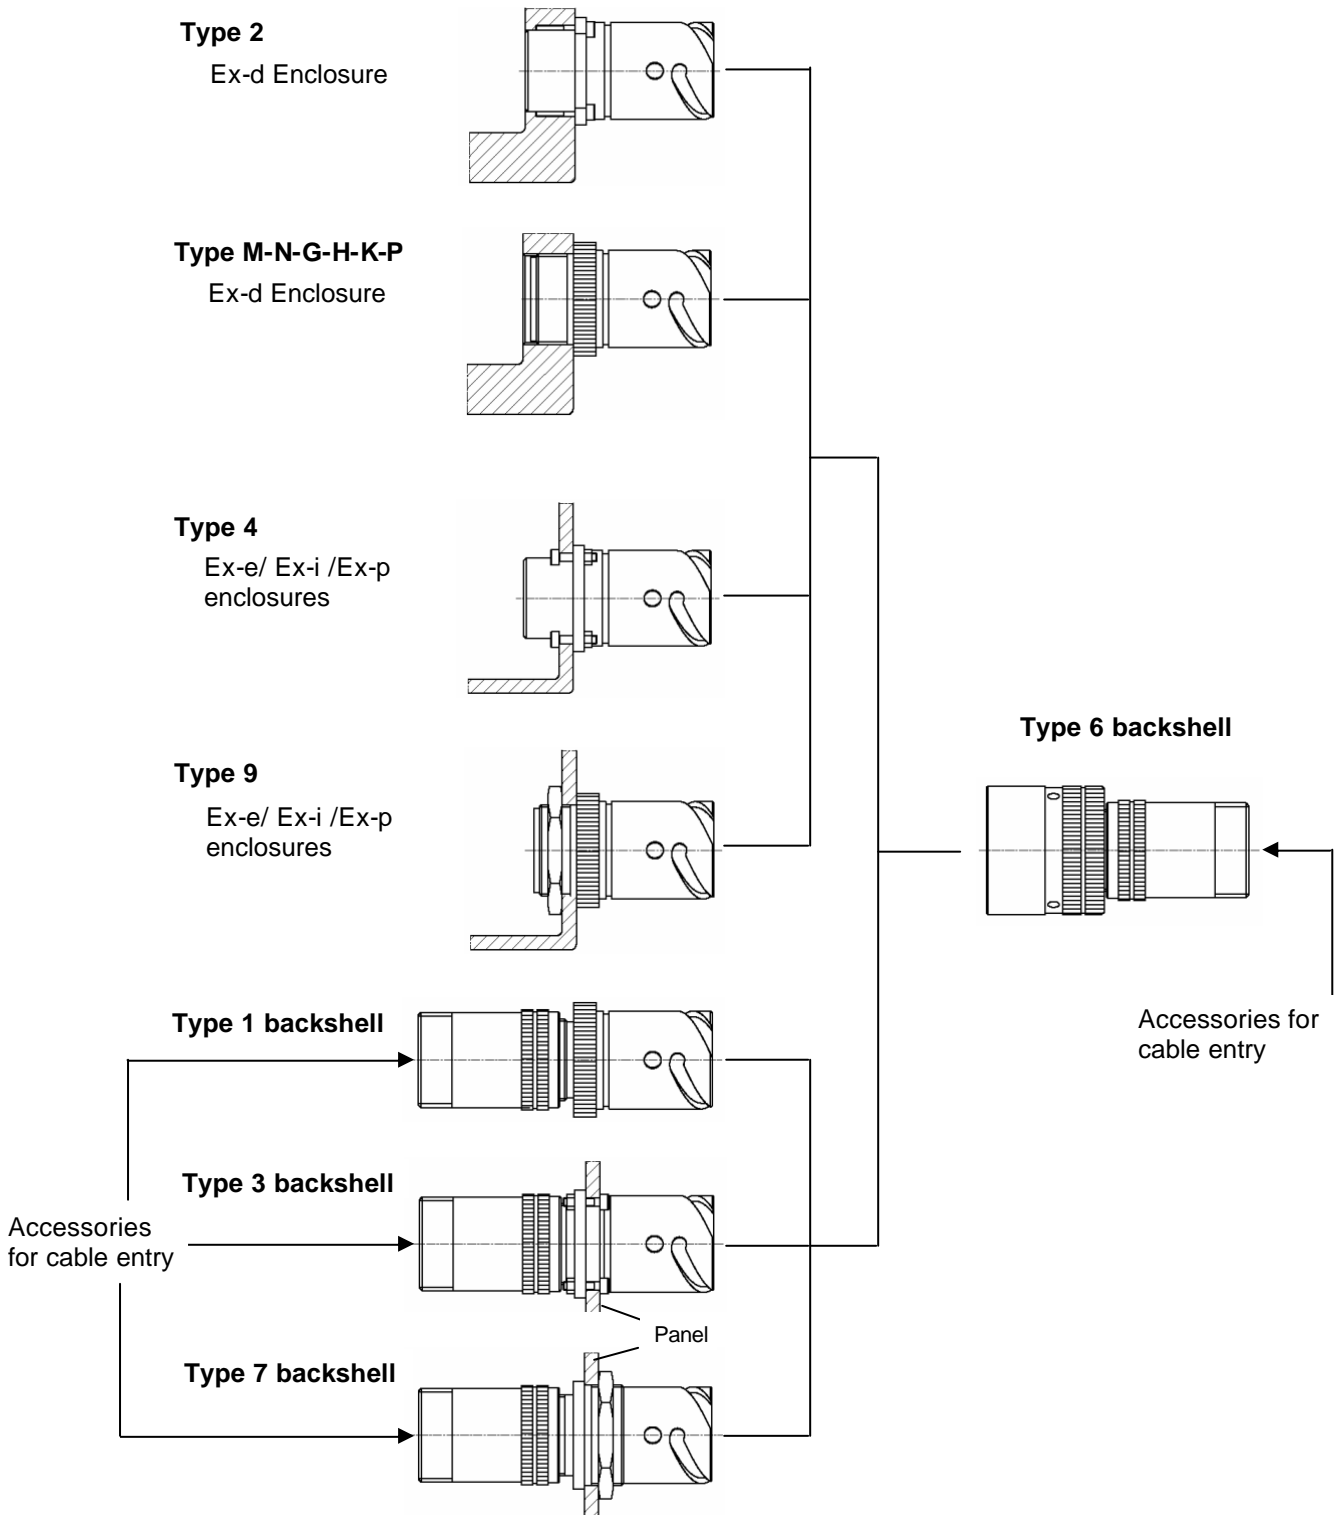 Type 2
Ex-d Enclosure
Type M-N-G-H-K-P
Ex-d Enclosure
Type 4
Ex-e/ Ex-i /Ex-p
enclosures
Type 6 backshell
Type 9
Ex-e/ Ex-i /Ex-p
enclosures
Type 1 backshell
Accessories for
cable entry
Type 3 backshell
Accessories
for cable entry
Panel
Type 7 backshell